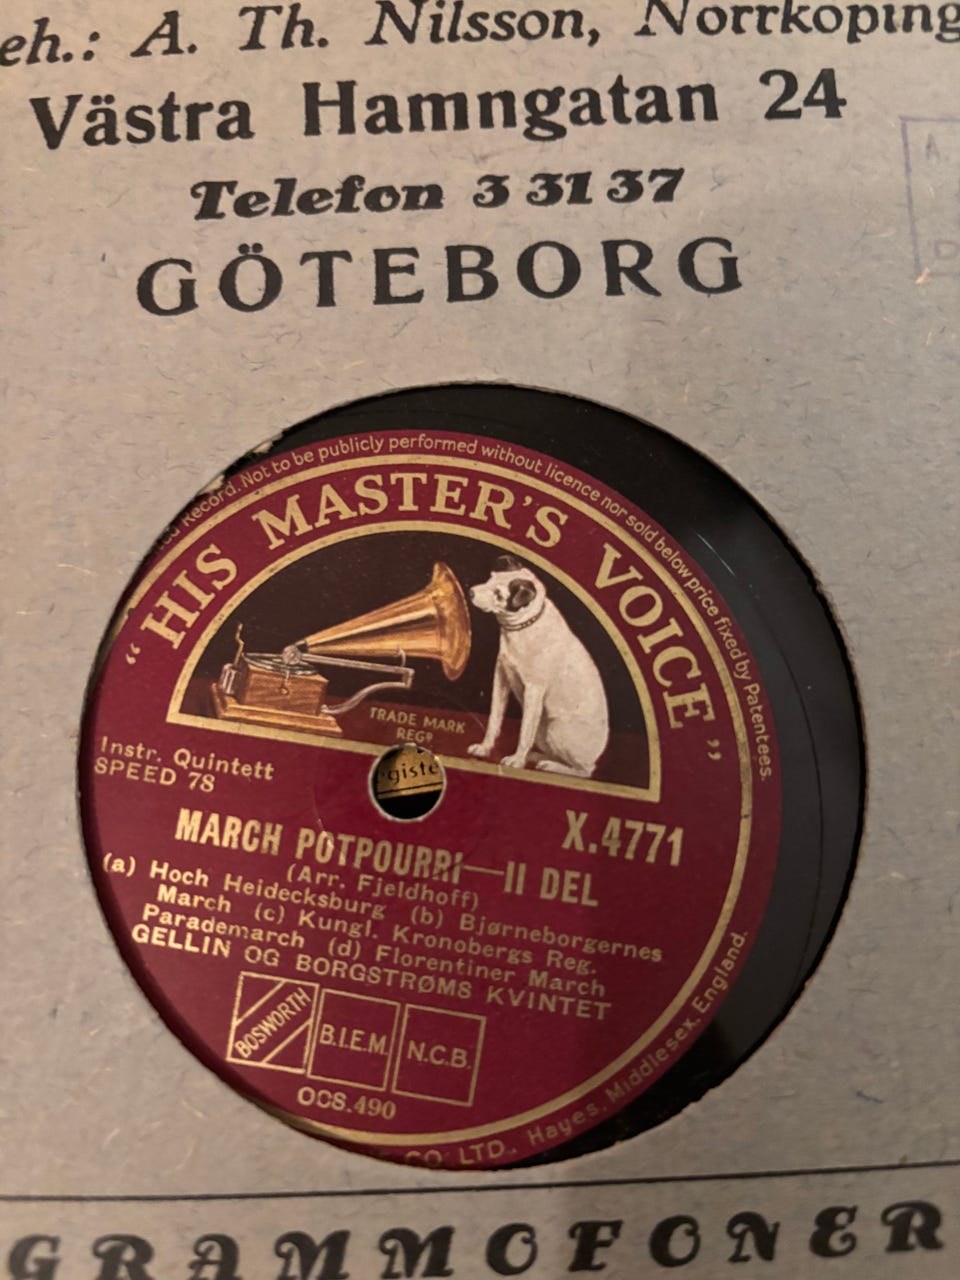 eh.: A. Th. Nilsson, Norrköping
Västra Hamngatan 24
Telefon 3 31 37
GÖTEBORG
A.
D
Record. Not to be publicly performed without licence nor sold below price fixed by Patentees.
"HIS MASTER'S VOICE"
TRADE MARK
REGD
giste
Instr. Quintett
SPEED 78
X.4771
MARCH POTPOURRI—II DEL
(Arr. Fjeldhoff)
(a) Hoch Heidecksburg (b) Bjørneborgernes
March (c) Kungl. Kronobergs Reg.
Parademarch (d) Florentiner March
GELLIN OG BORGSTRØMS KVINTET
BOSWORTH
B.I.E.M.
N.C.B.
OCS.490
CO. LTD., Hayes, Middlesex, England.
GRAMMOFONER